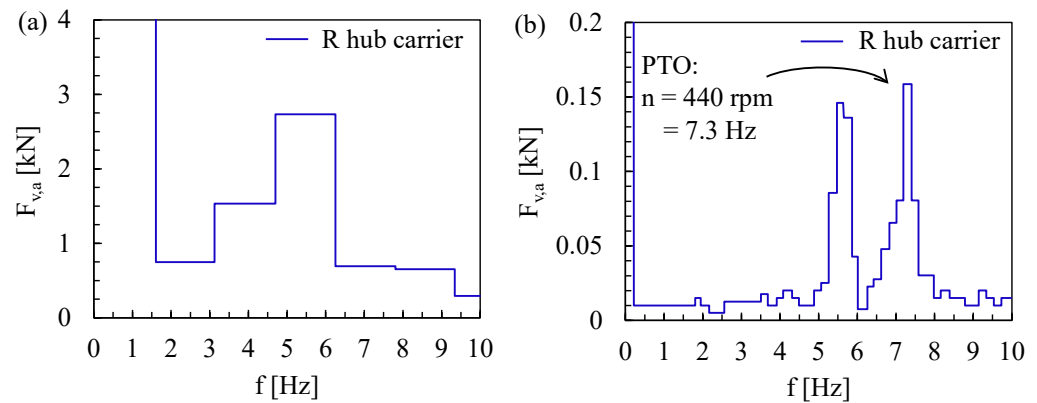 (a)
R hub carrier
4
3
2
1
0
F_v,a [kN]
0 1 2 3 4 5 6 7 8 9 10
f [Hz]
(b)
R hub carrier
PTO:
n = 440 rpm
= 7.3 Hz
0.2
0.15
0.1
0.05
0
F_v,a [kN]
0 1 2 3 4 5 6 7 8 9 10
f [Hz]